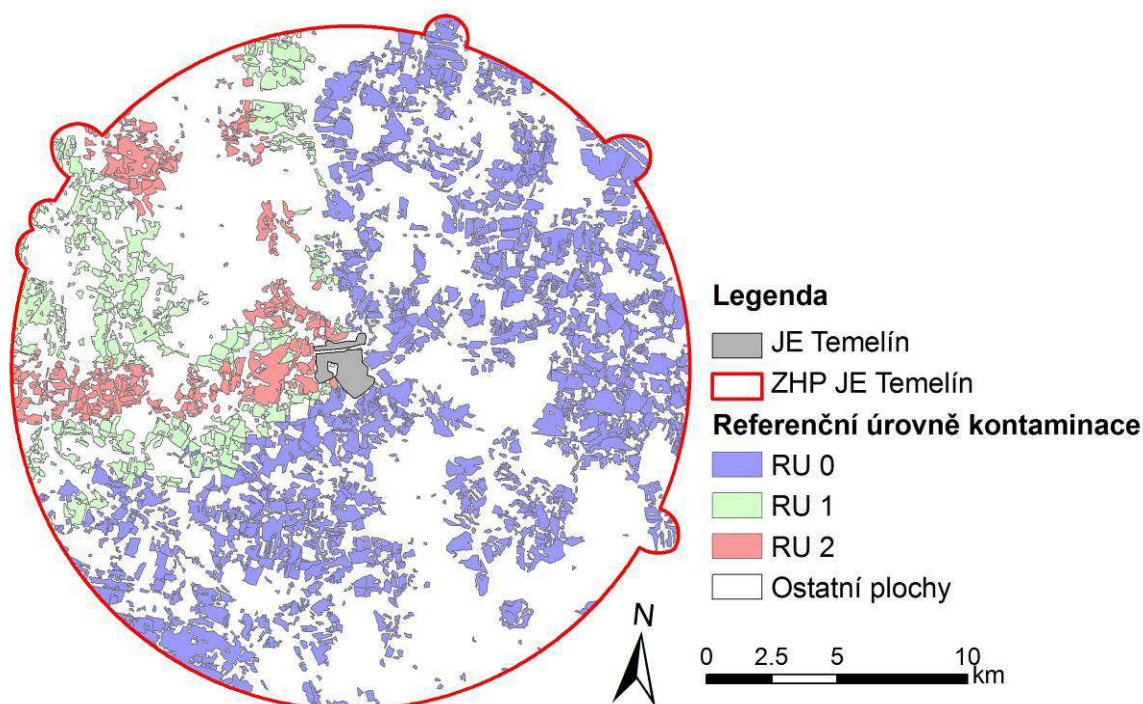 Legenda
JE Temelín
ZHP JE Temelín
Referenční úrovně kontaminace
RU 0
RU 1
RU 2
Ostatní plochy
N
0 2.5 5 10
km